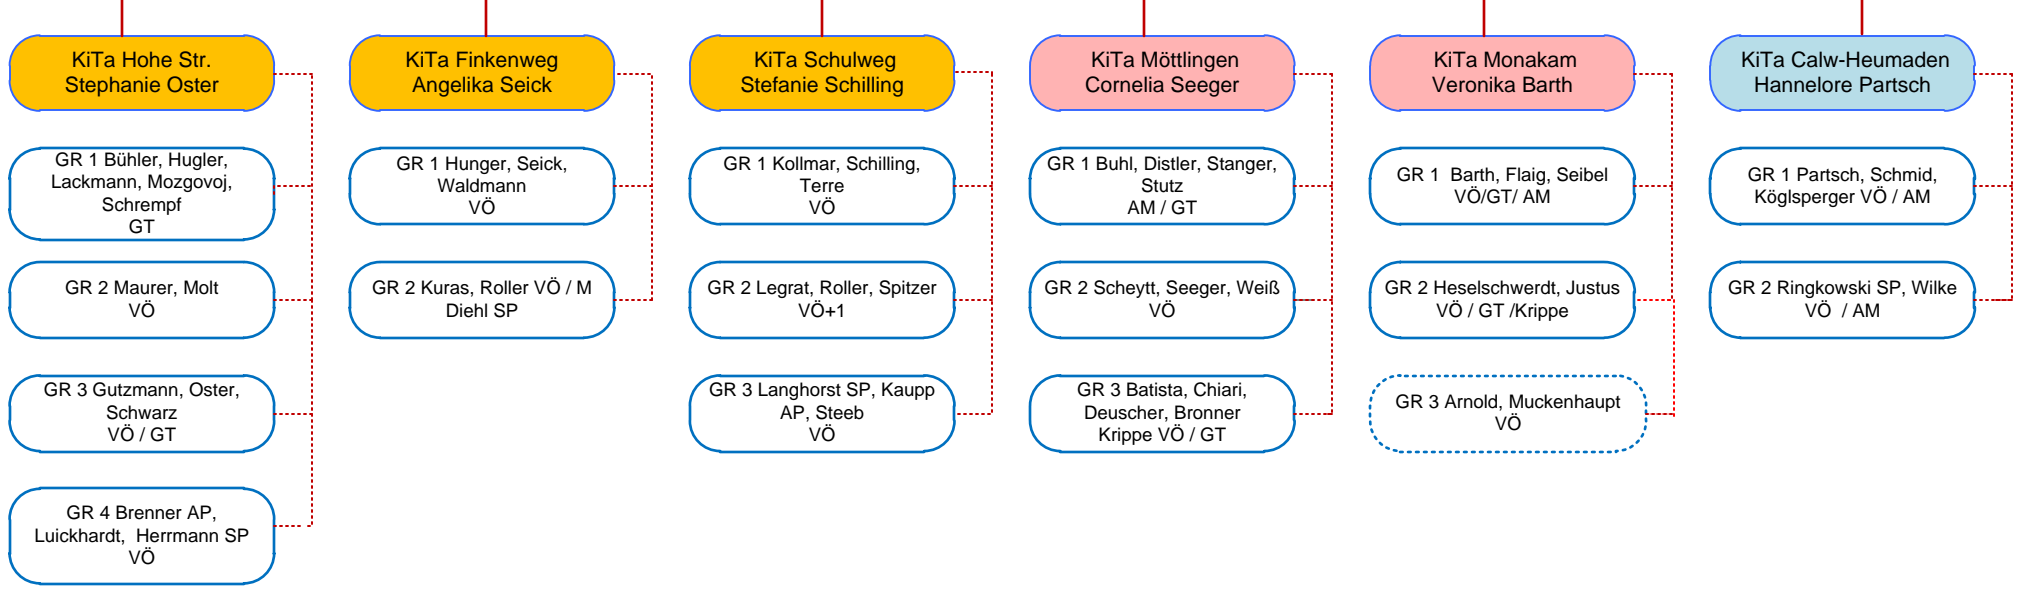 KiTa Hohe Str.
Stephanie Oster
GR 1 Bühler, Hugler,
Lackmann, Mozgovoj,
Schrempf
GT
GR 2 Maurer, Molt
VÖ
GR 3 Gutzmann, Oster,
Schwarz
VÖ / GT
GR 4 Brenner AP,
Luickhardt, Herrmann SP
VÖ
KiTa Finkenweg
Angelika Seick
GR 1 Hunger, Seick,
Waldmann
VÖ
GR 2 Kuras, Roller VÖ / M
Diehl SP
KiTa Schulweg
Stefanie Schilling
GR 1 Kollmar, Schilling,
Terre
VÖ
GR 2 Legrat, Roller, Spitzer
VÖ+1
GR 3 Langhorst SP, Kaupp
AP, Steeb
VÖ
KiTa Möttlingen
Cornelia Seeger
GR 1 Buhl, Distler, Stanger,
Stutz
AM / GT
GR 2 Scheytt, Seeger, Weiß
VÖ
GR 3 Batista, Chiari,
Deuscher, Bronner
Krippe VÖ / GT
KiTa Monakam
Veronika Barth
GR 1 Barth, Flaig, Seibel
VÖ/GT/ AM
GR 2 Heselschwerdt, Justus
VÖ / GT /Krippe
GR 3 Arnold, Muckenhaupt
VÖ
KiTa Calw-Heumaden
Hannelore Partsch
GR 1 Partsch, Schmid,
Köglsperger VÖ / AM
GR 2 Ringkowski SP, Wilke
VÖ / AM